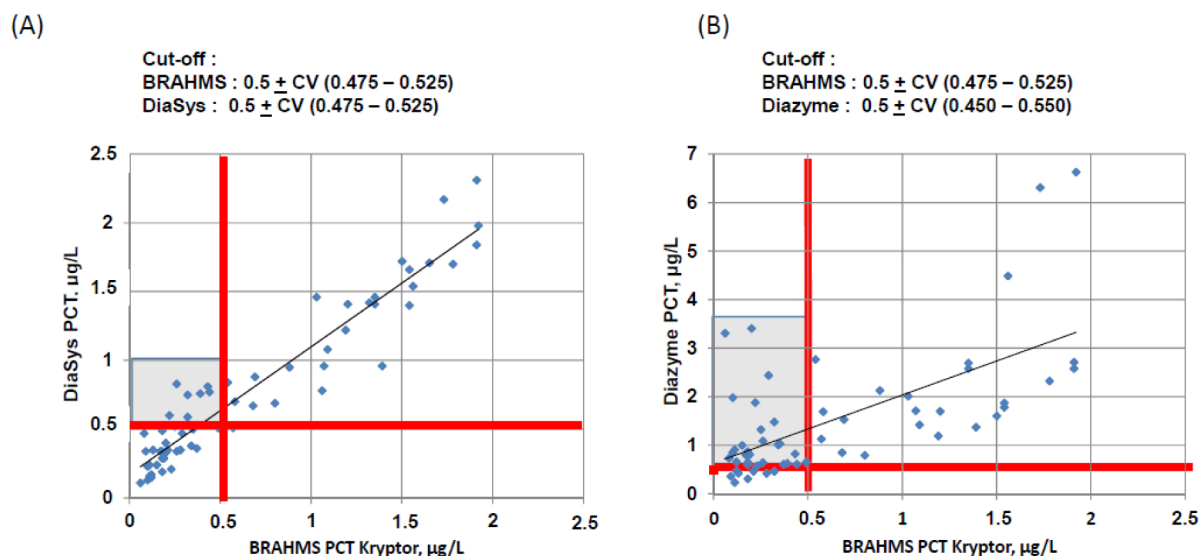 (A)
Cut-off :
BRAHMS : 0.5 ± CV (0.475 – 0.525)
DiaSys : 0.5 ± CV (0.475 – 0.525)
2.5
2
1.5
1
0.5
0
DiaSys PCT, µg/L
0 0.5 1 1.5 2 2.5
BRAHMS PCT Kryptor, µg/L
(B)
Cut-off :
BRAHMS : 0.5 ± CV (0.475 – 0.525)
Diazyme : 0.5 ± CV (0.450 – 0.550)
7
6
5
4
3
2
1
0
Diazyme PCT, µg/L
0 0.5 1 1.5 2 2.5
BRAHMS PCT Kryptor, µg/L